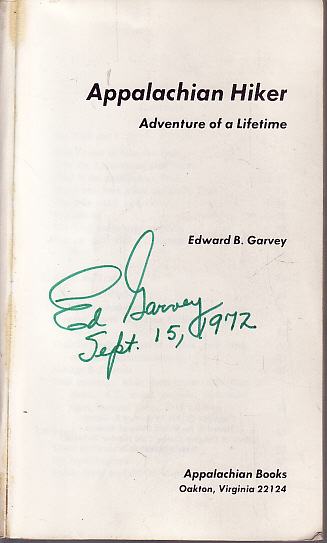 Appalachian Hiker
Adventure of a Lifetime
Edward B. Garvey
Ed Garvey
Sept. 15, 1972
Appalachian Books
Oakton, Virginia 22124